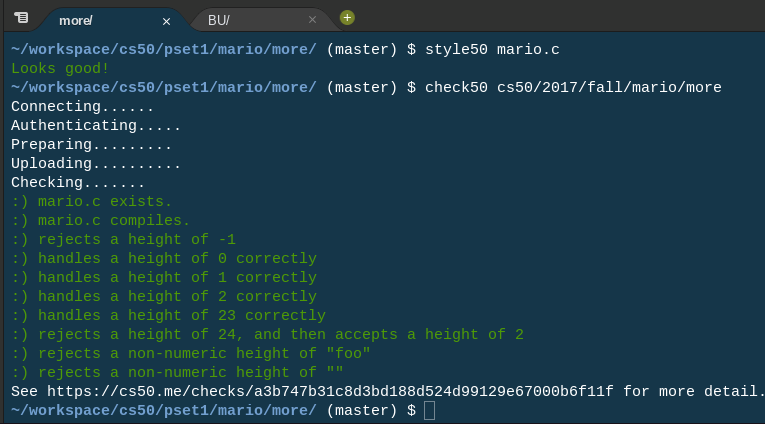 more/ × BU/ × +
~/workspace/cs50/pset1/mario/more/ (master) $ style50 mario.c
Looks good!
~/workspace/cs50/pset1/mario/more/ (master) $ check50 cs50/2017/fall/mario/more
Connecting......
Authenticating.....
Preparing.........
Uploading..........
Checking.......
:) mario.c exists.
:) mario.c compiles.
:) rejects a height of -1
:) handles a height of 0 correctly
:) handles a height of 1 correctly
:) handles a height of 2 correctly
:) handles a height of 23 correctly
:) rejects a height of 24, and then accepts a height of 2
:) rejects a non-numeric height of "foo"
:) rejects a non-numeric height of ""
See https://cs50.me/checks/a3b747b31c8d3bd188d524d99129e67000b6f11f for more detail.
~/workspace/cs50/pset1/mario/more/ (master) $